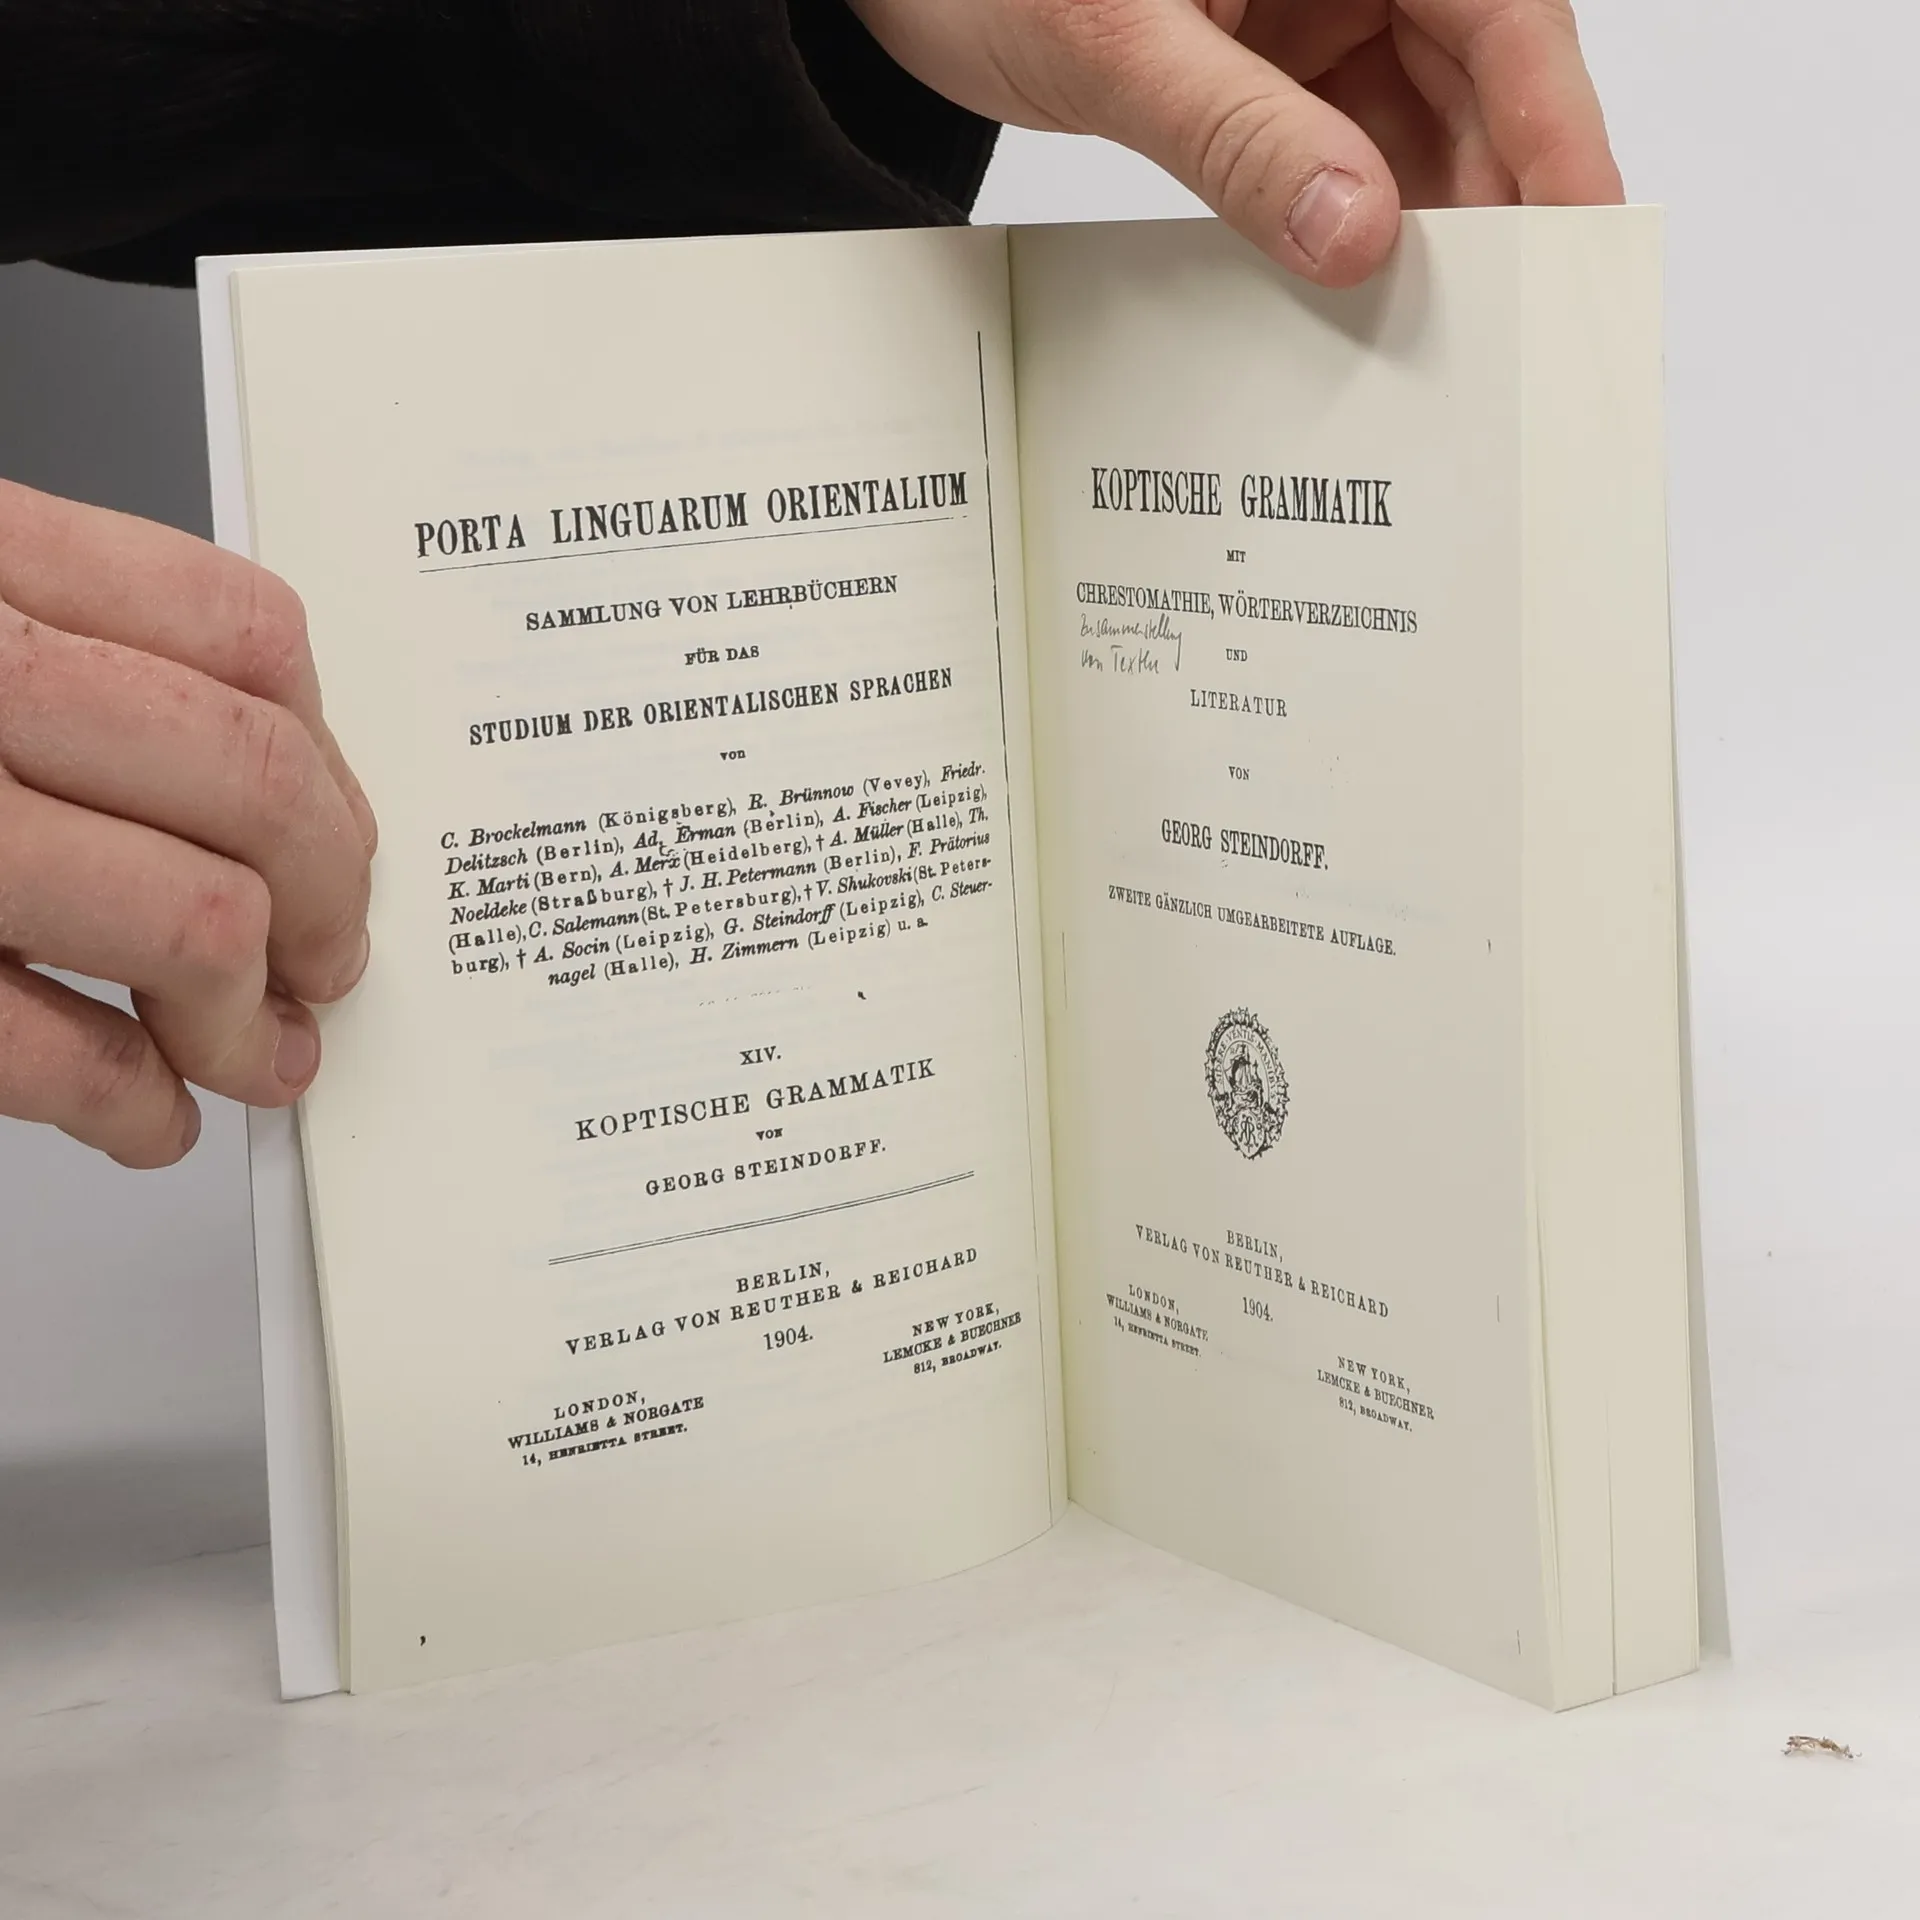 PORTA LINGUARUM ORIENTALIUM
SAMMLUNG VON LEHRBÜCHERN
FÜR DAS
STUDIUM DER ORIENTALISCHEN SPRACHEN
von
C. Brockelmann (Königsberg), R. Brünnow (Vevey), Friedr.
Delitzsch (Berlin), Ad. Erman (Berlin), A. Fischer (Leipzig),
K. Marti (Bern), A. Merx (Heidelberg), † A. Müller (Halle), Th.
Noeldeke (Straßburg), † J. H. Petermann (Berlin), F. Prätorius
(Halle), C. Salemann (St. Petersburg), † V. Shukovski (St. Peters-
burg), † A. Socin (Leipzig), G. Steindorff (Leipzig), C. Steuer-
nagel (Halle), H. Zimmern (Leipzig) u. a.
XIV.
KOPTISCHE GRAMMATIK
VON
GEORG STEINDORFF.
BERLIN,
VERLAG VON REUTHER & REICHARD
1904.
LONDON,
WILLIAMS & NORGATE
14, HENRIETTA STREET.
NEW YORK,
LEMCKE & BUECHNER
812, BROADWAY.
KOPTISCHE GRAMMATIK
MIT
CHRESTOMATHIE, WÖRTERVERZEICHNIS
Zusammenstellung
von Texten
UND
LITERATUR
VON
GEORG STEINDORFF.
ZWEITE GÄNZLICH UMGEARBEITETE AUFLAGE.
BERLIN,
VERLAG VON REUTHER & REICHARD
1904.
LONDON,
WILLIAMS & NORGATE
14, HENRIETTA STREET.
NEW YORK,
LEMCKE & BUECHNER
812, BROADWAY.